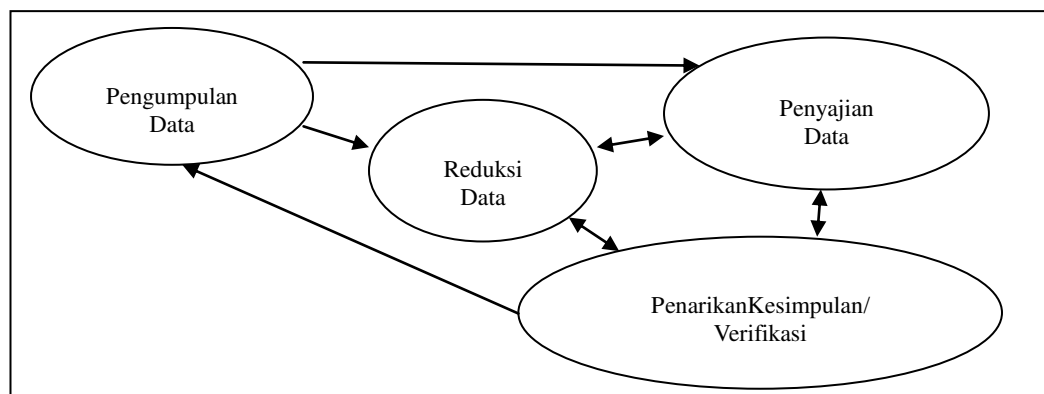 Pengumpulan
Data
Penyajian
Data
Reduksi
Data
PenarikanKesimpulan/
Verifikasi